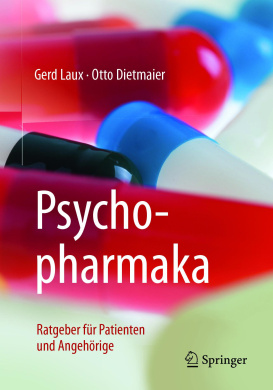 Gerd Laux · Otto Dietmaier
Psycho-
pharmaka
Ratgeber für Patienten
und Angehörige
Springer